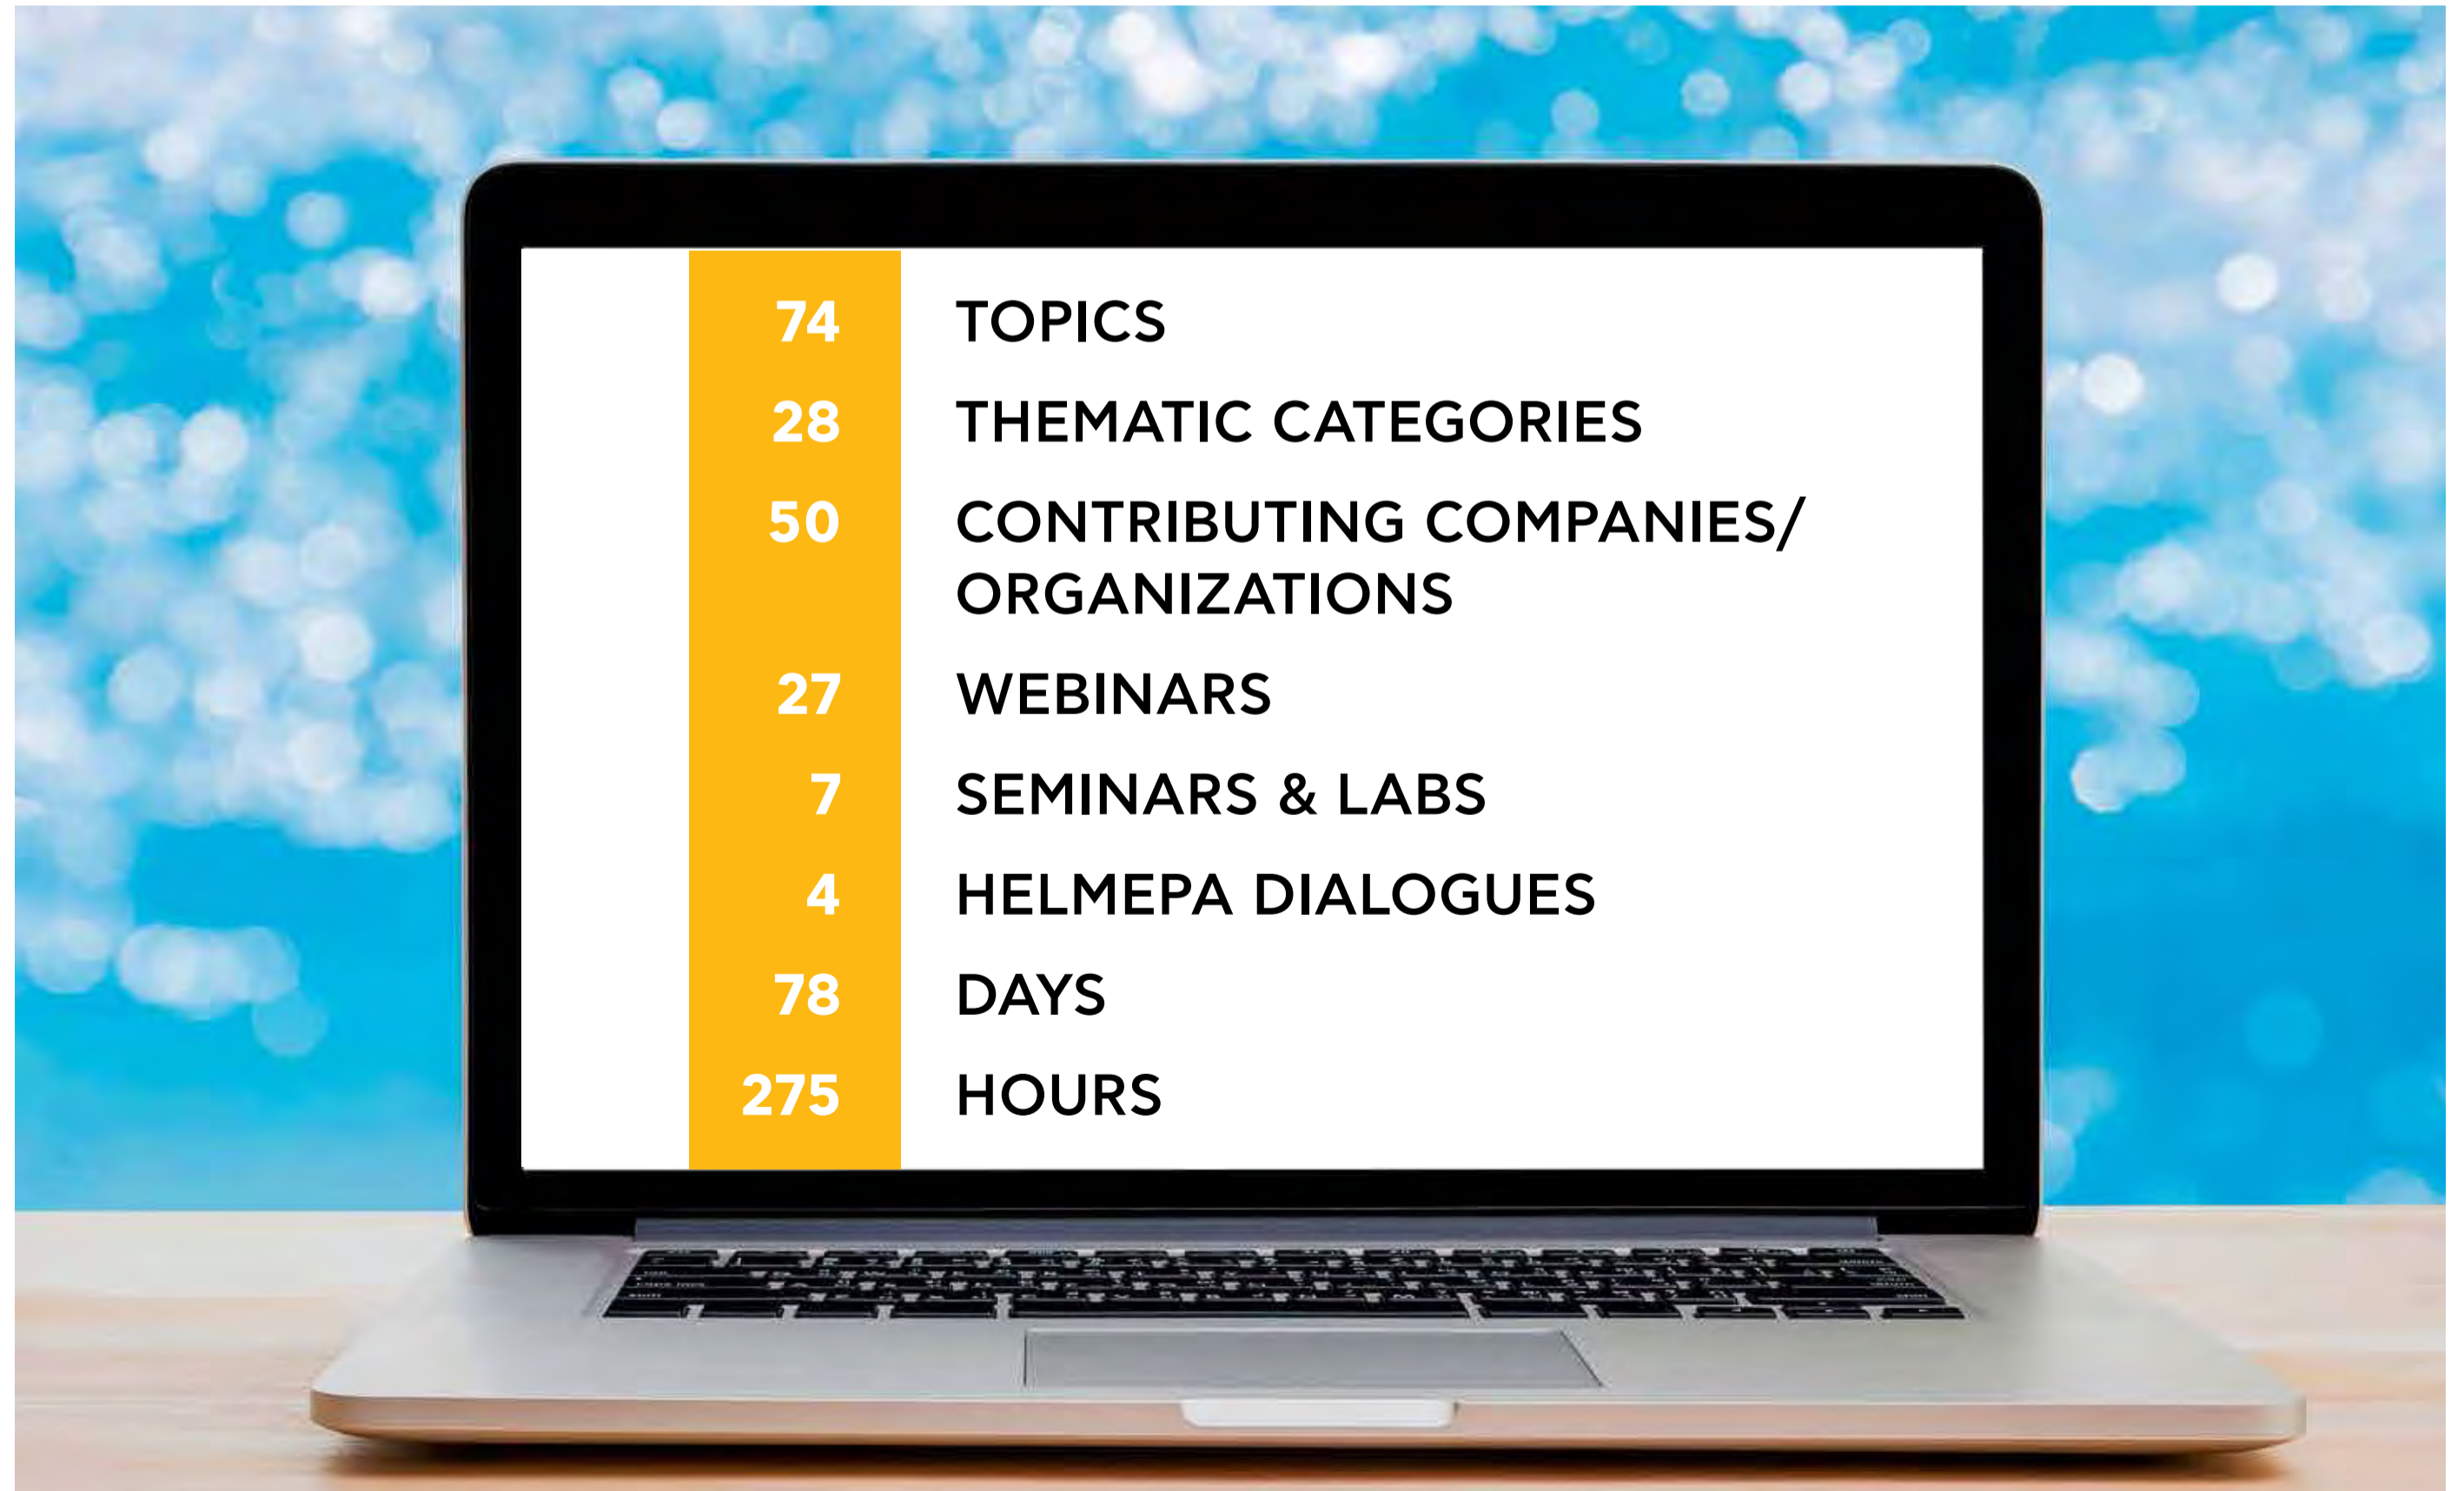 74 TOPICS
28 THEMATIC CATEGORIES
50 CONTRIBUTING COMPANIES/
ORGANIZATIONS
27 WEBINARS
7 SEMINARS & LABS
4 HELMEPA DIALOGUES
78 DAYS
275 HOURS